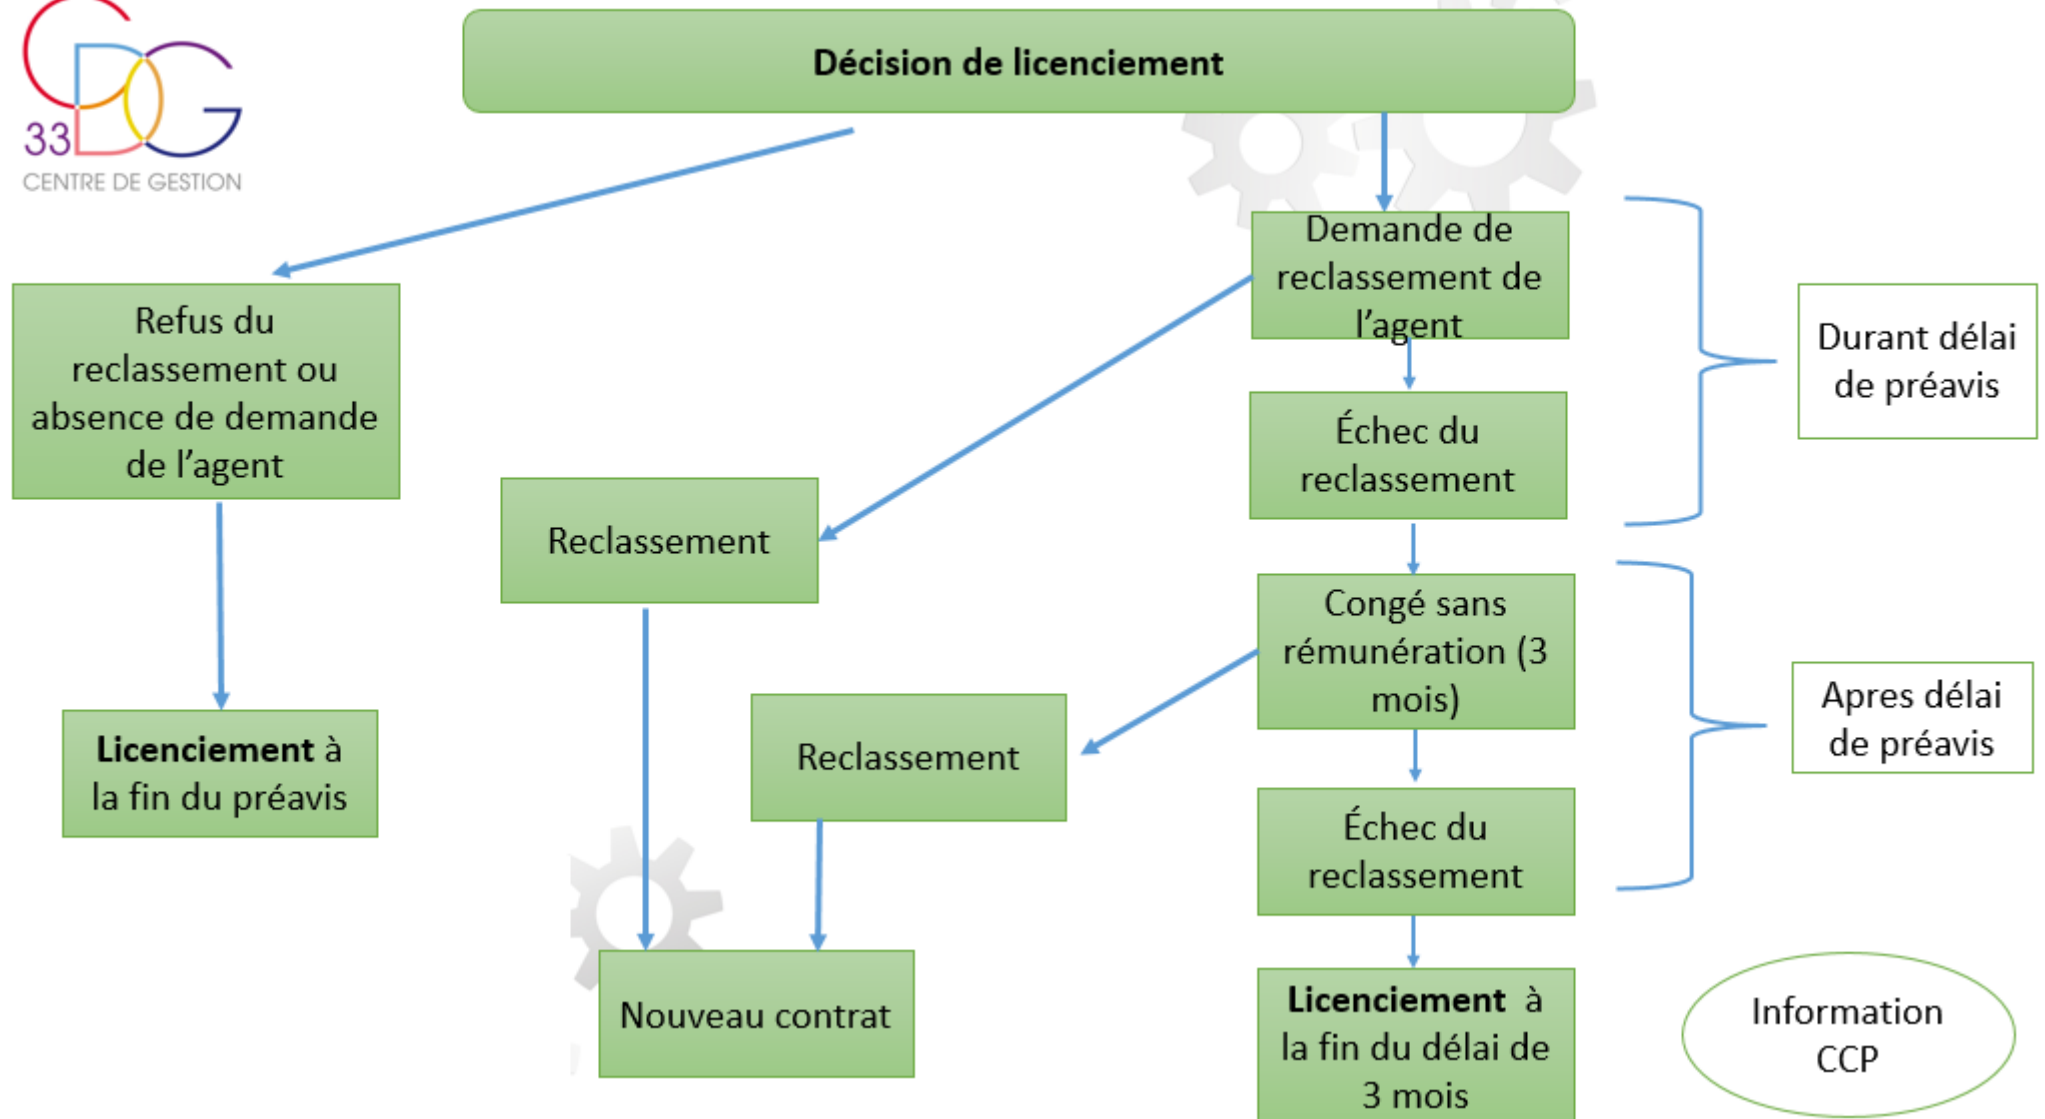 33
CDG
CENTRE DE GESTION
Décision de licenciement
Refus du
reclassement ou
absence de demande
de l'agent
Licenciement à
la fin du préavis
Reclassement
Reclassement
Nouveau contrat
Demande de
reclassement de
l'agent
Échec du
reclassement
Congé sans
rémunération (3
mois)
Échec du
reclassement
Licenciement à
la fin du délai de
3 mois
Durant délai
de préavis
Apres délai
de préavis
Information
CCP